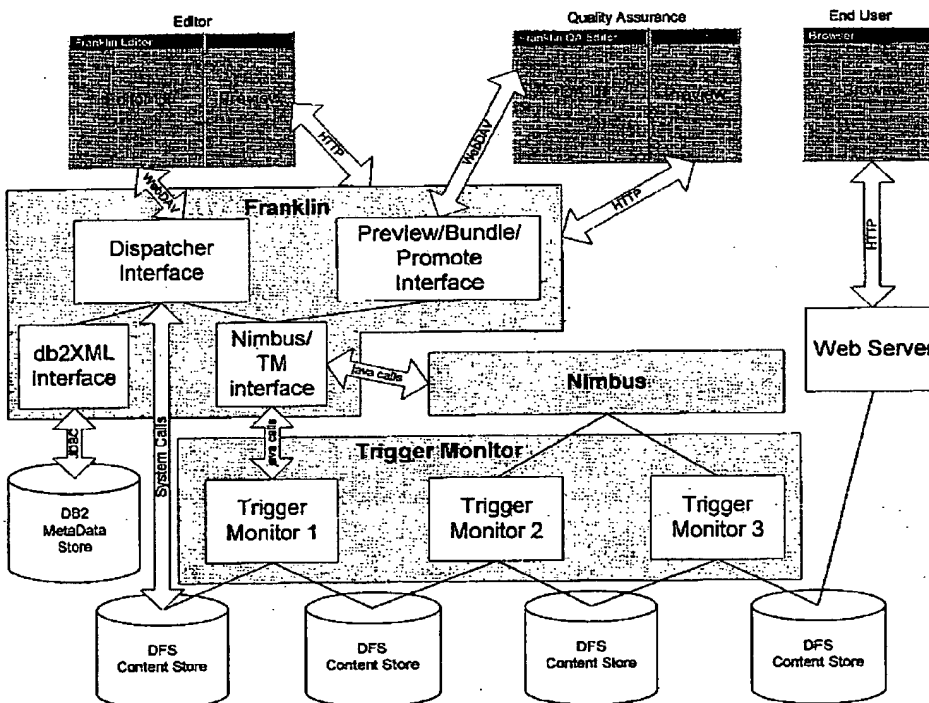 Editor
Quality Assurance
End User
Franklin Editor
Franklin QA Editor
Browser
HTTP
WebDAV
WebDAV
HTTP
HTTP
Franklin
Dispatcher
Interface
Preview/Bundle/
Promote
Interface
db2XML
interface
Nimbus/
TM
interface
java calls
Nimbus
Web Server
JDBC
System Calls
java calls
Trigger Monitor
Trigger
Monitor 1
Trigger
Monitor 2
Trigger
Monitor 3
DB2
MetaData
Store
DFS
Content Store
DFS
Content Store
DFS
Content Store
DFS
Content Store